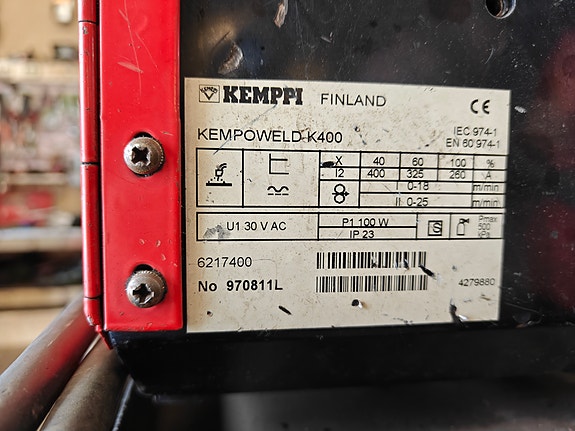 KEMPPI FINLAND
CE
KEMPOWELD K400
IEC 974-1
EN 60 974-1
X 40 60 100 %
I2 400 325 260 A
I 0-18 m/min
II 0-25 m/min
U1 30 V AC
P1 100 W
IP 23
S
Pmax
500
kPa
6217400
No 970811L
4279880